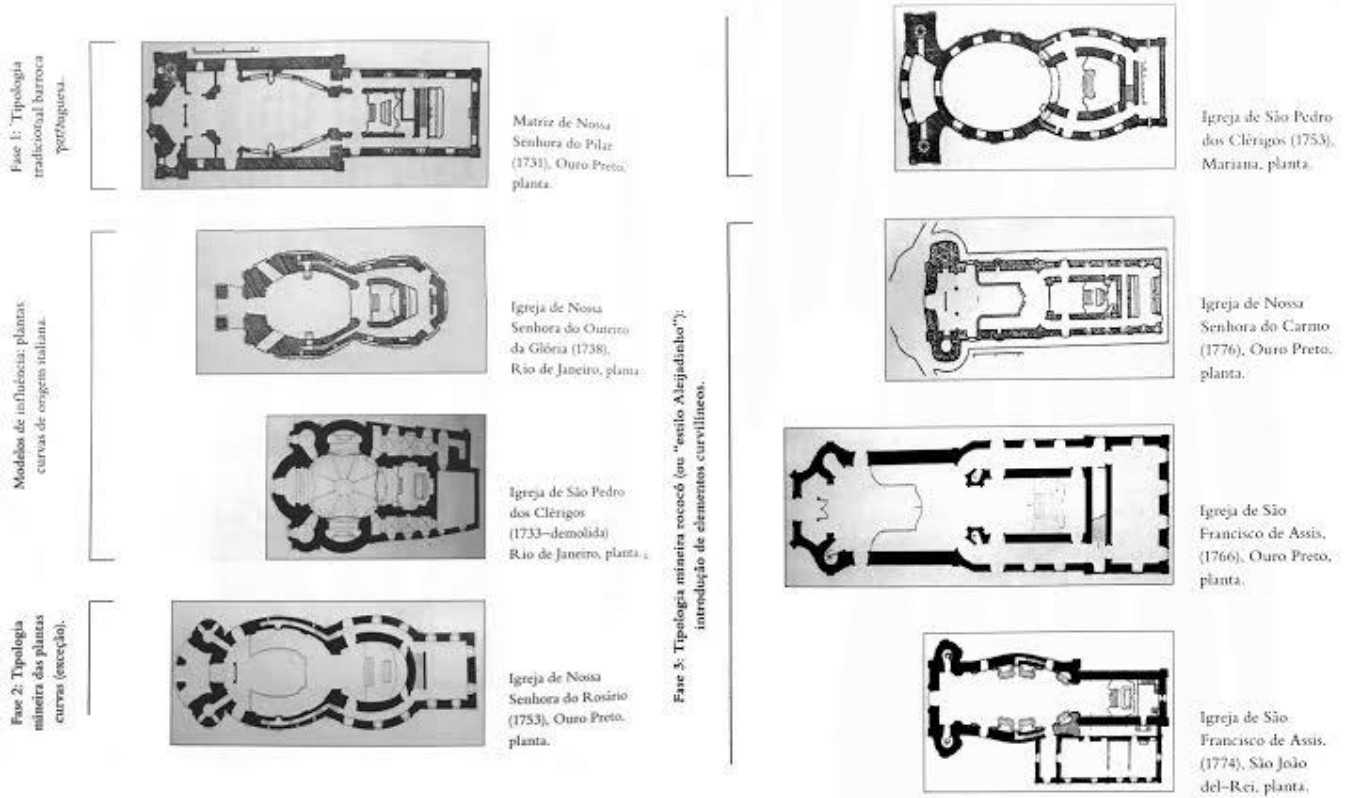 Fase 1: Tipologia
tradicional barroca
portuguesa.
Matriz de Nossa
Senhora do Pilar
(1731), Ouro Preto,
planta.
Modelos de influência: plantas
curvas de origem italiana.
Igreja de Nossa
Senhora do Outeiro
da Glória (1738),
Rio de Janeiro, planta
Igreja de São Pedro
dos Clérigos
(1733–demolida)
Rio de Janeiro, planta.
Fase 2: Tipologia
mineira das plantas
curvas (exceção).
Igreja de Nossa
Senhora do Rosário
(1753), Ouro Preto,
planta.
Igreja de São Pedro
dos Clérigos (1753),
Mariana, planta.
Fase 3: Tipologia mineira rococó (ou "estilo Aleijadinho"):
introdução de elementos curvilíneos.
Igreja de Nossa
Senhora do Carmo
(1776), Ouro Preto,
planta.
Igreja de São
Francisco de Assis,
(1766), Ouro Preto,
planta.
Igreja de São
Francisco de Assis,
(1774), São João
del-Rei, planta.